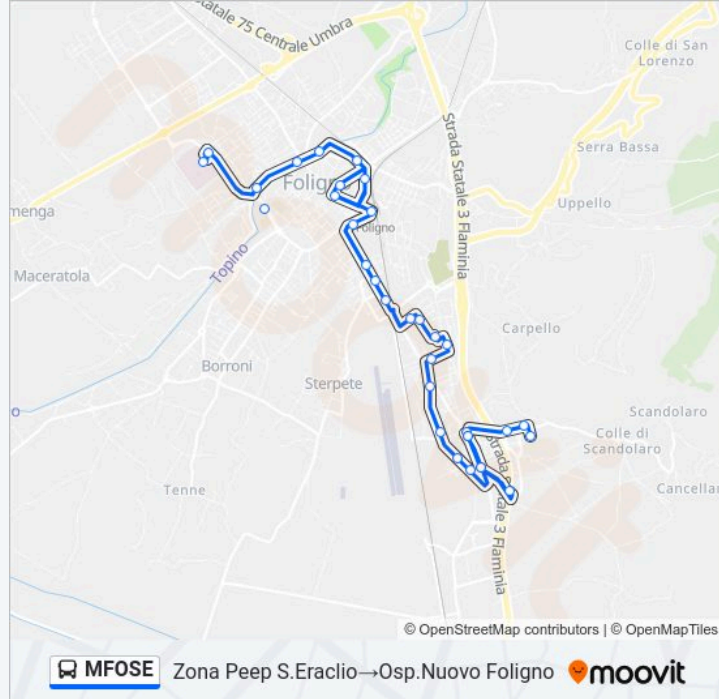 Statale 75 Centrale Umbra
Colle di San
Lorenzo
Strada Statale 3 Flaminia
Serra Bassa
Foligno
menga
Uppello
Foligno
Topino
Maceratola
Carpello
Borroni
Sterpete
Scandolaro
Colle di
Scandolaro
Strada Statale 3 Flaminia
Tenne
Cancellar
© OpenStreetMap contributors | © OpenMapTiles
MFOSE Zona Peep S.Eraclio→Osp.Nuovo Foligno moovit